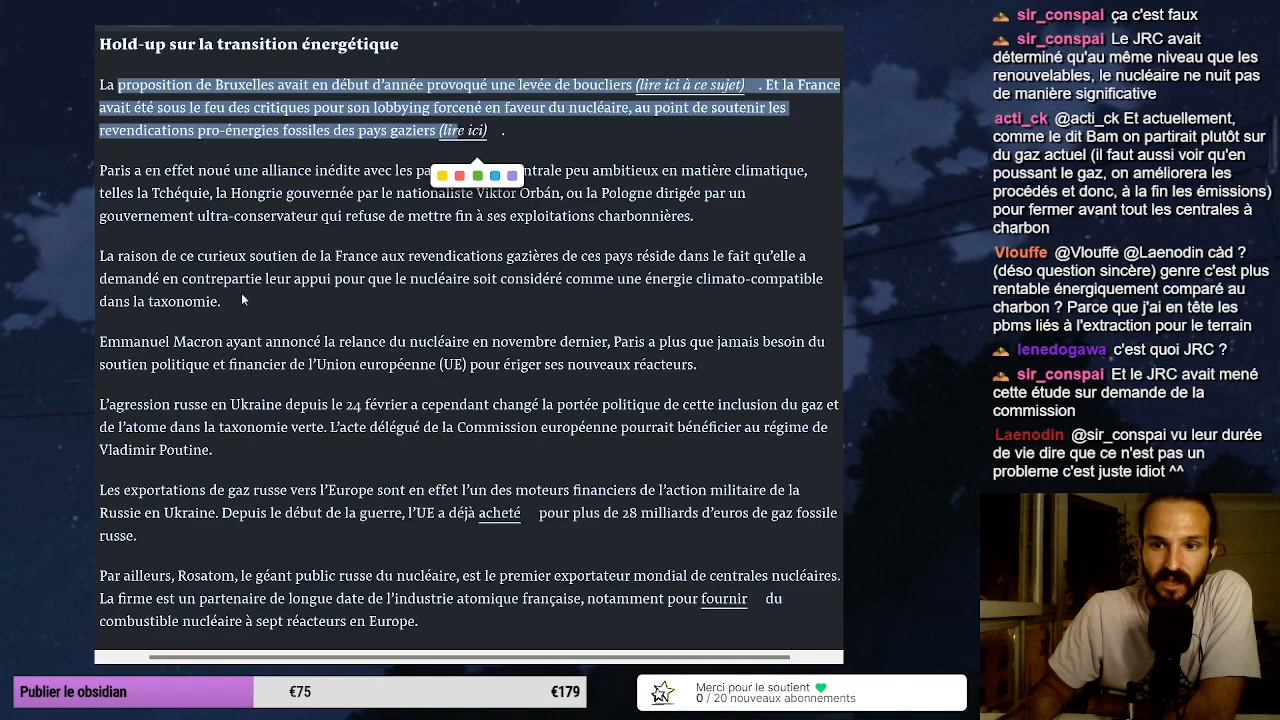 Hold-up sur la transition énergétique
La proposition de Bruxelles avait en début d'année provoqué une levée de boucliers (lire ici à ce sujet) . Et la France
avait été sous le feu des critiques pour son lobbying forcené en faveur du nucléaire, au point de soutenir les
revendications pro-énergies fossiles des pays gaziers (lire ici) .
Paris a en effet noué une alliance inédite avec les pa ntrale peu ambitieux en matière climatique,
telles la Tchéquie, la Hongrie gouvernée par le nationaliste Viktor Orbán, ou la Pologne dirigée par un
gouvernement ultra-conservateur qui refuse de mettre fin à ses exploitations charbonnières.
La raison de ce curieux soutien de la France aux revendications gazières de ces pays réside dans le fait qu'elle a
demandé en contrepartie leur appui pour que le nucléaire soit considéré comme une énergie climato-compatible
dans la taxonomie.
Emmanuel Macron ayant annoncé la relance du nucléaire en novembre dernier, Paris a plus que jamais besoin du
soutien politique et financier de l'Union européenne (UE) pour ériger ses nouveaux réacteurs.
L'agression russe en Ukraine depuis le 24 février a cependant changé la portée politique de cette inclusion du gaz et
de l'atome dans la taxonomie verte. L'acte délégué de la Commission européenne pourrait bénéficier au régime de
Vladimir Poutine.
Les exportations de gaz russe vers l'Europe sont en effet l'un des moteurs financiers de l'action militaire de la
Russie en Ukraine. Depuis le début de la guerre, l'UE a déjà acheté pour plus de 28 milliards d'euros de gaz fossile
russe.
Par ailleurs, Rosatom, le géant public russe du nucléaire, est le premier exportateur mondial de centrales nucléaires.
La firme est un partenaire de longue date de l'industrie atomique française, notamment pour fournir du
combustible nucléaire à sept réacteurs en Europe.
sir_conspai ça c'est faux
sir_conspai Le JRC avait
déterminé qu'au même niveau que les
renouvelables, le nucléaire ne nuit pas
de manière significative
acti_ck @acti_ck Et actuellement,
comme le dit Bam on partirait plutôt sur
du gaz actuel (il faut aussi voir qu'en
poussant le gaz, on améliorera les
procédés et donc, à la fin les émissions)
pour fermer avant tout les centrales à
charbon
Vlouffe @Vlouffe @Laenodin càd ?
(déso question sincère) genre c'est plus
rentable énergiquement comparé au
charbon ? Parce que j'ai en tête les
pbms liés à l'extraction pour le terrain
lenedogawa c'est quoi JRC ?
sir_conspai Et le JRC avait mené
cette étude sur demande de la
commission
Laenodin @sir_conspai vu leur durée
de vie dire que ce n'est pas un
probleme c'est juste idiot ^^
Publier le obsidian €75 €179
Merci pour le soutien
0 / 20 nouveaux abonnements